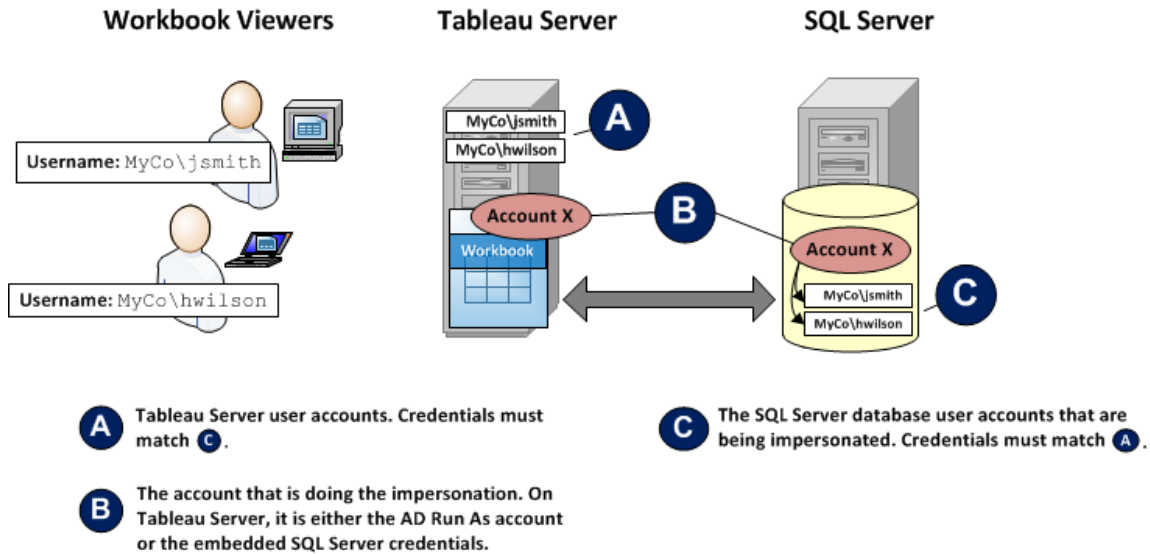 Workbook Viewers
Tableau Server
SQL Server
Username: MyCo\jsmith
Username: MyCo\hwilson
MyCo\jsmith
MyCo\hwilson
A
Account X
Workbook
B
Account X
MyCo\jsmith
MyCo\hwilson
C
A
Tableau Server user accounts. Credentials must
match C .
B
The account that is doing the impersonation. On
Tableau Server, it is either the AD Run As account
or the embedded SQL Server credentials.
C
The SQL Server database user accounts that are
being impersonated. Credentials must match A .